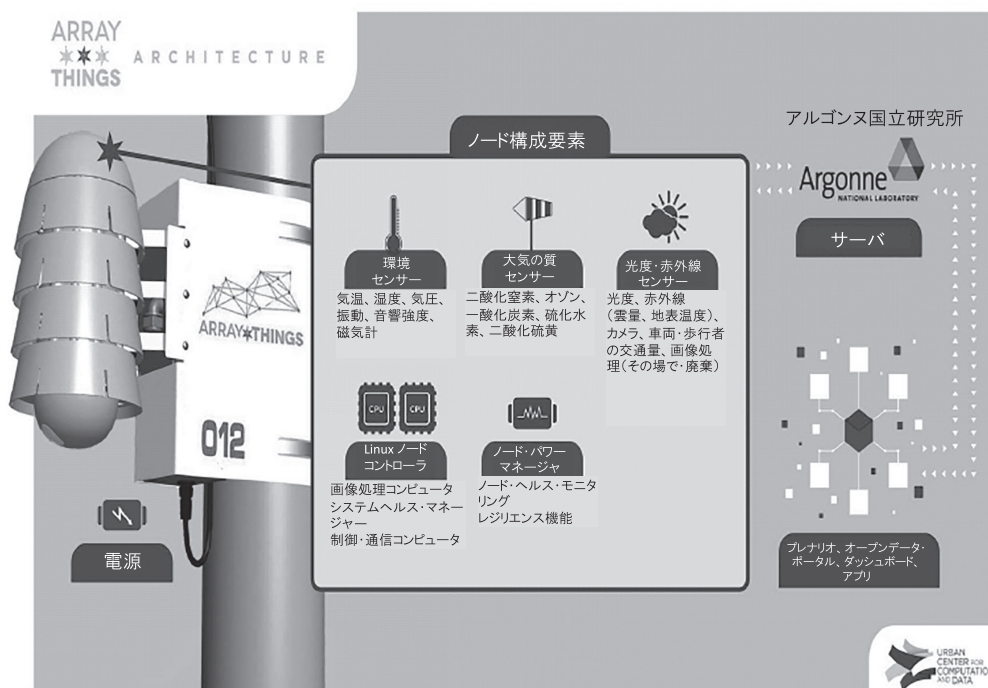 ARRAY
THINGS
ARCHITECTURE
ノード構成要素
アルゴンヌ国立研究所
Argonne
NATIONAL LABORATORY
サーバ
環境
センサー
気温、湿度、気圧、
振動、音響強度、
磁気計
大気の質
センサー
二酸化窒素、オゾン、
一酸化炭素、硫化水
素、二酸化硫黄
光度・赤外線
センサー
光度、赤外線
(雲量、地表温度)、
カメラ、車両・歩行者
の交通量、画像処
理(その場で・廃棄)
ARRAY THINGS
012
CPU CPU
Linux ノード
コントローラ
画像処理コンピュータ
システムヘルス・マネー
ジャー
制御・通信コンピュータ
ノード・パワー
マネージャ
ノード・ヘルス・モニタ
リング
レジリエンス機能
電源
プレナリオ、オープンデータ・
ポータル、ダッシュボード、
アプリ
URBAN
CENTER FOR
COMPUTATIO
AND DATA